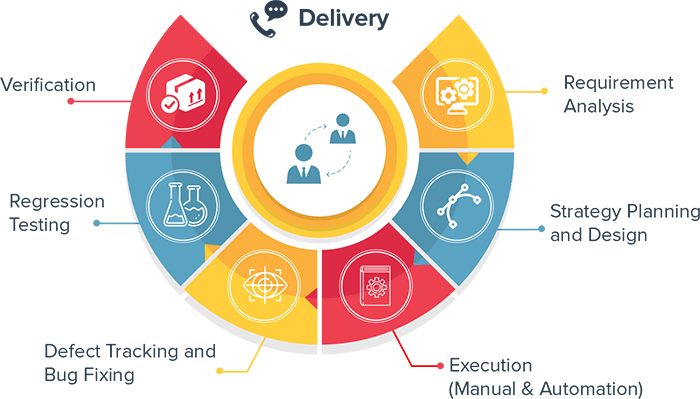 Delivery
Verification
Requirement
Analysis
Regression
Testing
Strategy Planning
and Design
Defect Tracking and
Bug Fixing
Execution
(Manual & Automation)